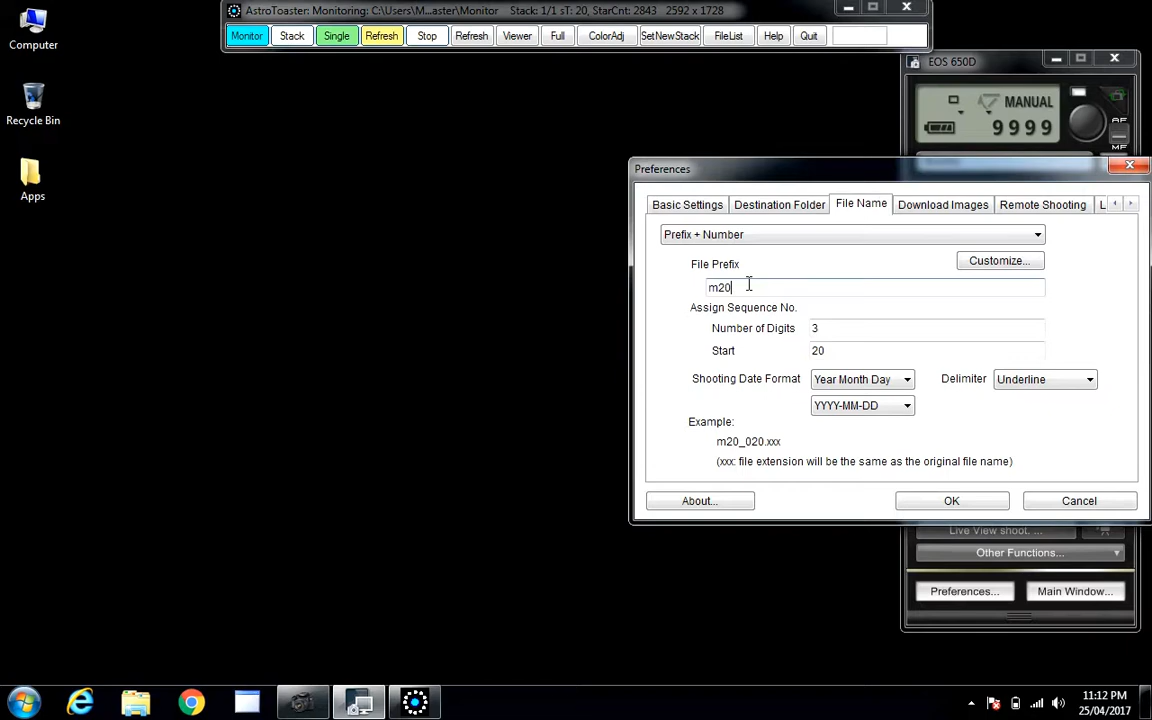 AstroToaster: Monitoring: C:\Users\M...aster\Monitor Stack: 1/1 sT: 20, StarCnt: 2843 2592 x 1728
Monitor Stack Single Refresh Stop Refresh Viewer Full ColorAdj SetNewStack FileList Help Quit
Computer
Recycle Bin
Apps
EOS 650D
MANUAL
9999
AF
MF
Preferences
Basic Settings Destination Folder File Name Download Images Remote Shooting L
Prefix + Number
Customize...
File Prefix
m20
Assign Sequence No.
Number of Digits 3
Start 20
Shooting Date Format Year Month Day Delimiter Underline
YYYY-MM-DD
Example:
m20_020.xxx
(xxx: file extension will be the same as the original file name)
About... OK Cancel
Live View shoot. ...
Other Functions...
Preferences... Main Window...
11:12 PM
25/04/2017